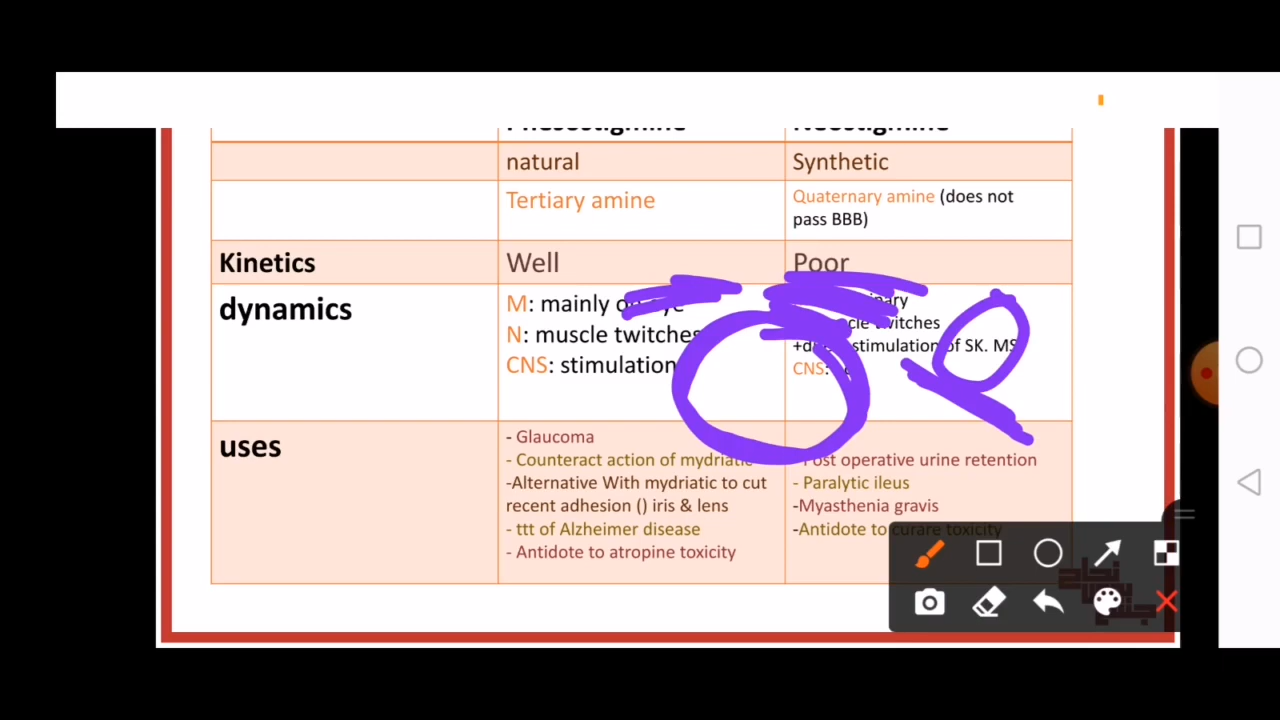 natural Synthetic
Tertiary amine Quaternary amine (does not
pass BBB)
Kinetics Well Poor
dynamics M: mainly on eye
N: muscle twitches twitches
+ stimulation of SK. MS
CNS: stimulation CNS:
uses - Glaucoma
- Counteract action of mydriatic - Post operative urine retention
-Alternative With mydriatic to cut - Paralytic ileus
recent adhesion () iris & lens -Myasthenia gravis
- ttt of Alzheimer disease -Antidote to curare toxicity
- Antidote to atropine toxicity